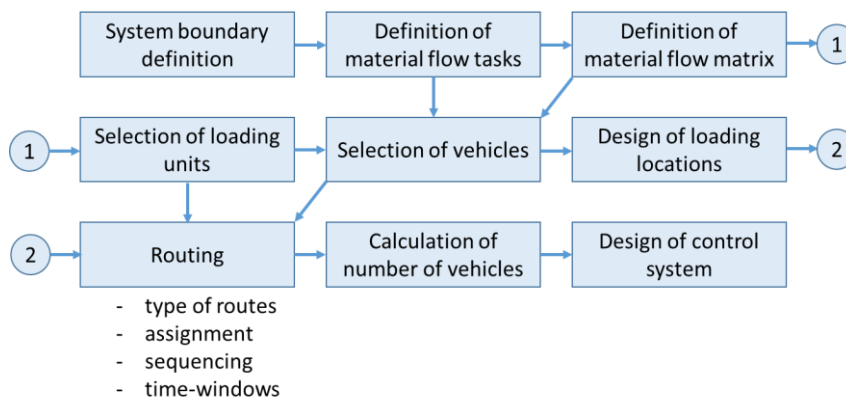 System boundary
definition
Definition of
material flow tasks
Definition of
material flow matrix
1
1
Selection of loading
units
Selection of vehicles
Design of loading
locations
2
2
Routing
Calculation of
number of vehicles
Design of control
system
- type of routes
- assignment
- sequencing
- time-windows